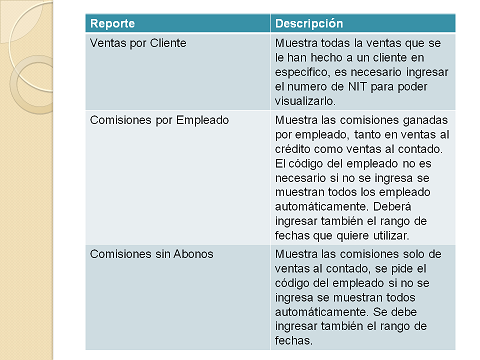 Reporte Descripción
Ventas por Cliente
Muestra todas la ventas que se
le han hecho a un cliente en
especifico, es necesario ingresar
el numero de NIT para poder
visualizarlo.
Comisiones por Empleado
Muestra las comisiones ganadas
por empleado, tanto en ventas al
crédito como ventas al contado.
El código del empleado no es
necesario si no se ingresa se
muestran todos los empleado
automáticamente. Deberá
ingresar también el rango de
fechas que quiere utilizar.
Comisiones sin Abonos
Muestra las comisiones solo de
ventas al contado, se pide el
código del empleado si no se
ingresa se muestran todos
automáticamente. Se debe
ingresar también el rango de
fechas.